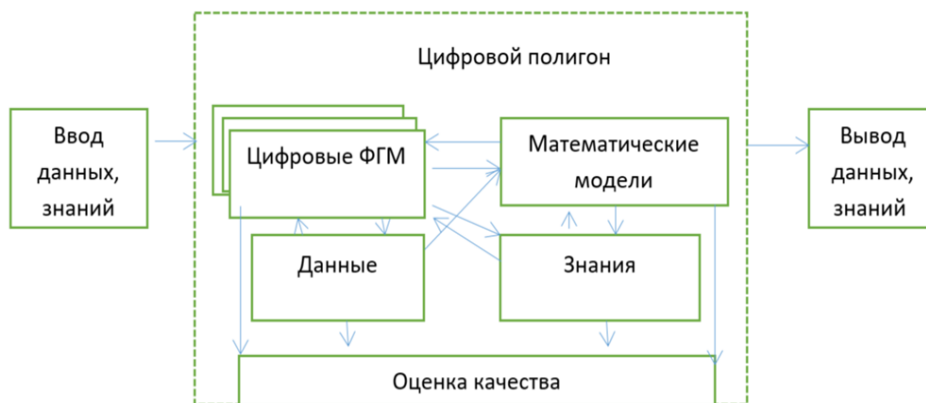 Цифровой полигон
Ввод
данных,
знаний
Цифровые ФГМ
Математические
модели
Вывод
данных,
знаний
Данные
Знания
Оценка качества